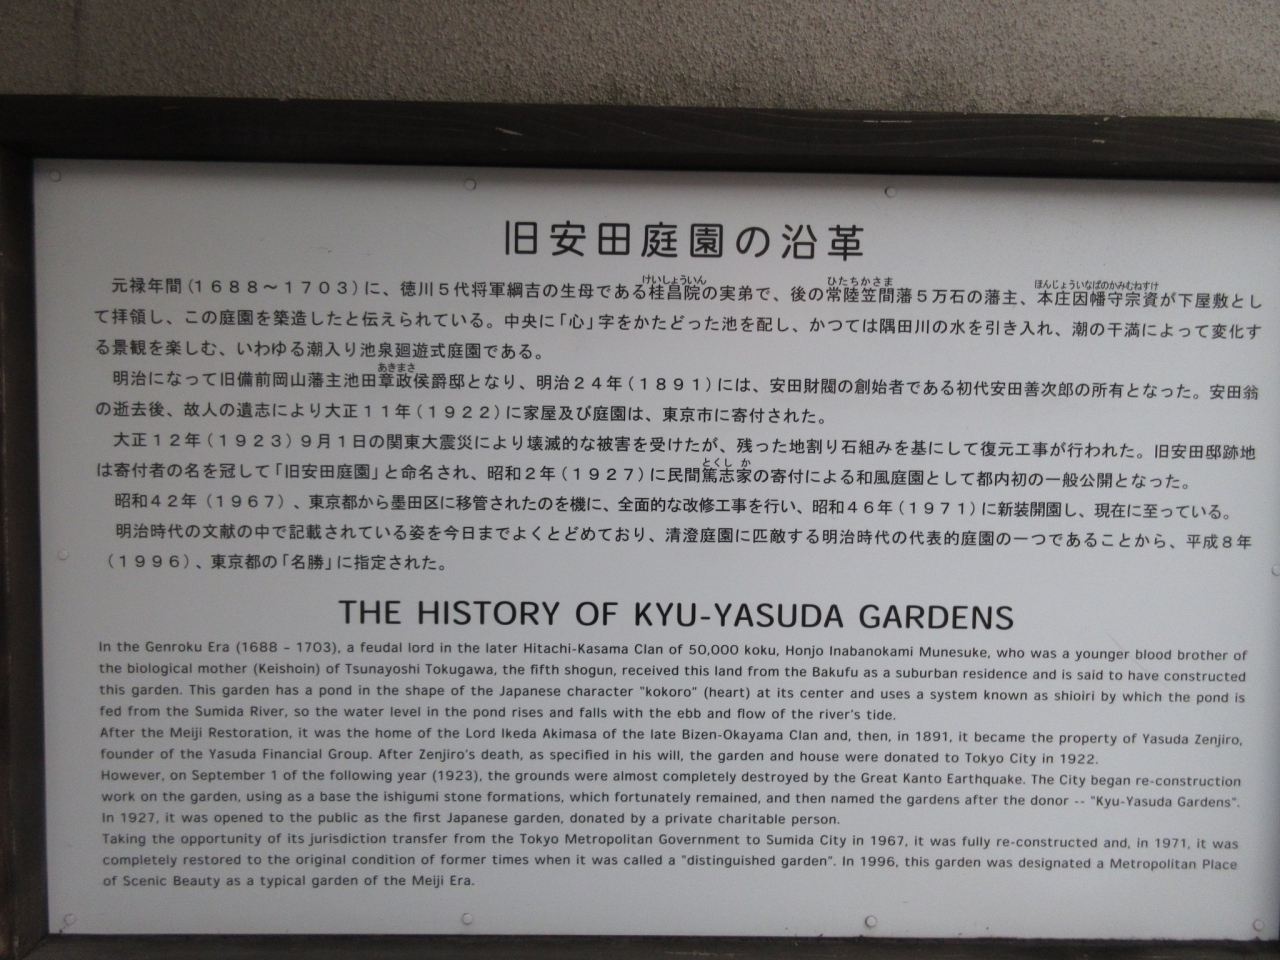 旧安田庭園の沿革
けいしょういん ひたちかさま ほんじょういなばのかみむねすけ
元禄年間(1688〜1703)に、徳川5代将軍綱吉の生母である桂昌院の実弟で、後の常陸笠間藩5万石の藩主、本庄因幡守宗資が下屋敷とし
て拝領し、この庭園を築造したと伝えられている。中央に「心」字をかたどった池を配し、かつては隅田川の水を引き入れ、潮の干満によって変化す
る景観を楽しむ、いわゆる潮入り池泉廻遊式庭園である。
あきまさ
明治になって旧備前岡山藩主池田章政侯爵邸となり、明治24年(1891)には、安田財閥の創始者である初代安田善次郎の所有となった。安田翁
の逝去後、故人の遺志により大正11年(1922)に家屋及び庭園は、東京市に寄付された。
大正12年(1923)9月1日の関東大震災により壊滅的な被害を受けたが、残った地割り石組みを基にして復元工事が行われた。旧安田邸跡地
とくし か
は寄付者の名を冠して「旧安田庭園」と命名され、昭和2年(1927)に民間篤志家の寄付による和風庭園として都内初の一般公開となった。
昭和42年(1967)、東京都から墨田区に移管されたのを機に、全面的な改修工事を行い、昭和46年(1971)に新装開園し、現在に至っている。
明治時代の文献の中で記載されている姿を今日までよくとどめており、清澄庭園に匹敵する明治時代の代表的庭園の一つであることから、平成8年
(1996)、東京都の「名勝」に指定された。
THE HISTORY OF KYU-YASUDA GARDENS
In the Genroku Era (1688 - 1703), a feudal lord in the later Hitachi-Kasama Clan of 50,000 koku, Honjo Inabanokami Munesuke, who was a younger blood brother of
the biological mother (Keishoin) of Tsunayoshi Tokugawa, the fifth shogun, received this land from the Bakufu as a suburban residence and is said to have constructed
this garden. This garden has a pond in the shape of the Japanese character "kokoro" (heart) at its center and uses a system known as shioiri by which the pond is
fed from the Sumida River, so the water level in the pond rises and falls with the ebb and flow of the river's tide.
After the Meiji Restoration, it was the home of the Lord Ikeda Akimasa of the late Bizen-Okayama Clan and, then, in 1891, it became the property of Yasuda Zenjiro,
founder of the Yasuda Financial Group. After Zenjiro's death, as specified in his will, the garden and house were donated to Tokyo City in 1922.
However, on September 1 of the following year (1923), the grounds were almost completely destroyed by the Great Kanto Earthquake. The City began re-construction
work on the garden, using as a base the ishigumi stone formations, which fortunately remained, and then named the gardens after the donor -- "Kyu-Yasuda Gardens".
In 1927, it was opened to the public as the first Japanese garden, donated by a private charitable person.
Taking the opportunity of its jurisdiction transfer from the Tokyo Metropolitan Government to Sumida City in 1967, it was fully re-constructed and, in 1971, it was
completely restored to the original condition of former times when it was called a "distinguished garden". In 1996, this garden was designated a Metropolitan Place
of Scenic Beauty as a typical garden of the Meiji Era.